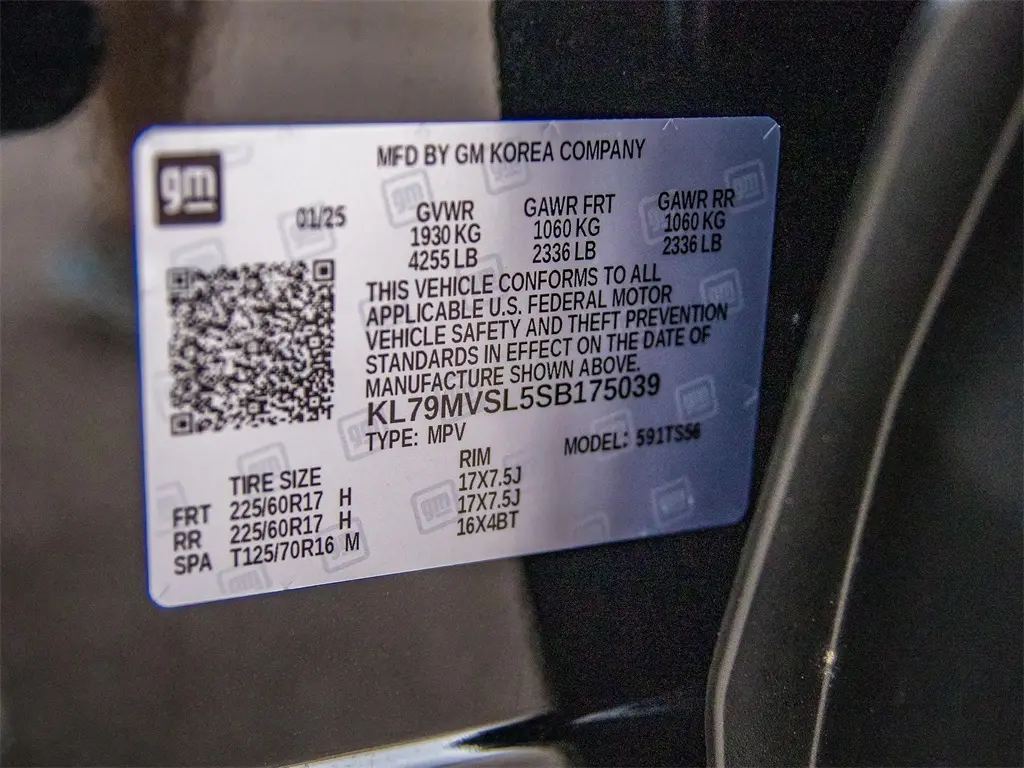 gm
MFD BY GM KOREA COMPANY
01/25
GVWR GAWR FRT GAWR RR
1930 KG 1060 KG 1060 KG
4255 LB 2336 LB 2336 LB
THIS VEHICLE CONFORMS TO ALL
APPLICABLE U.S. FEDERAL MOTOR
VEHICLE SAFETY AND THEFT PREVENTION
STANDARDS IN EFFECT ON THE DATE OF
MANUFACTURE SHOWN ABOVE.
KL79MVSL5SB175039
TYPE: MPV MODEL: 591TS56
TIRE SIZE RIM
FRT 225/60R17 H 17X7.5J
RR 225/60R17 H 17X7.5J
SPA T125/70R16 M 16X4BT